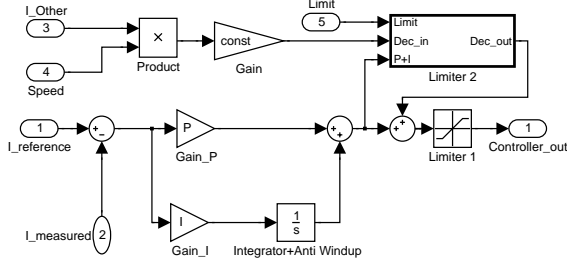 I_Other
3
4
Speed
×
Product
const
Gain
Limit
5
Limit
Dec_in
P+I
Dec_out
Limiter 2
1
I_reference
+
−
P
Gain_P
+
+
+
+
Limiter 1
1
Controller_out
2
I_measured
I
Gain_I
1
s
Integrator+Anti Windup